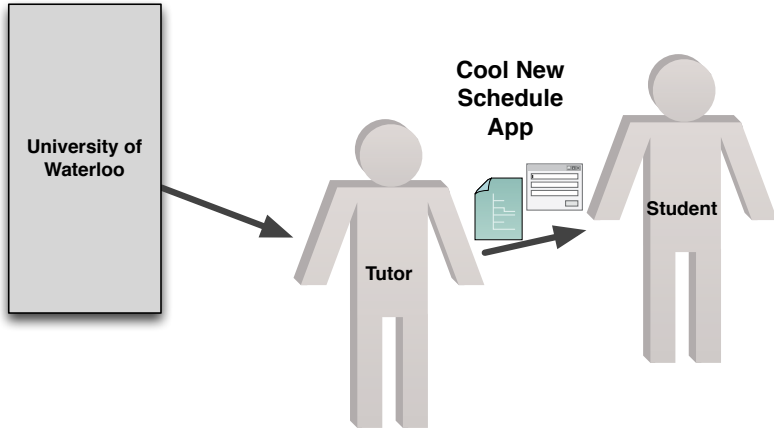 University of
Waterloo
Tutor
Cool New
Schedule
App
Student